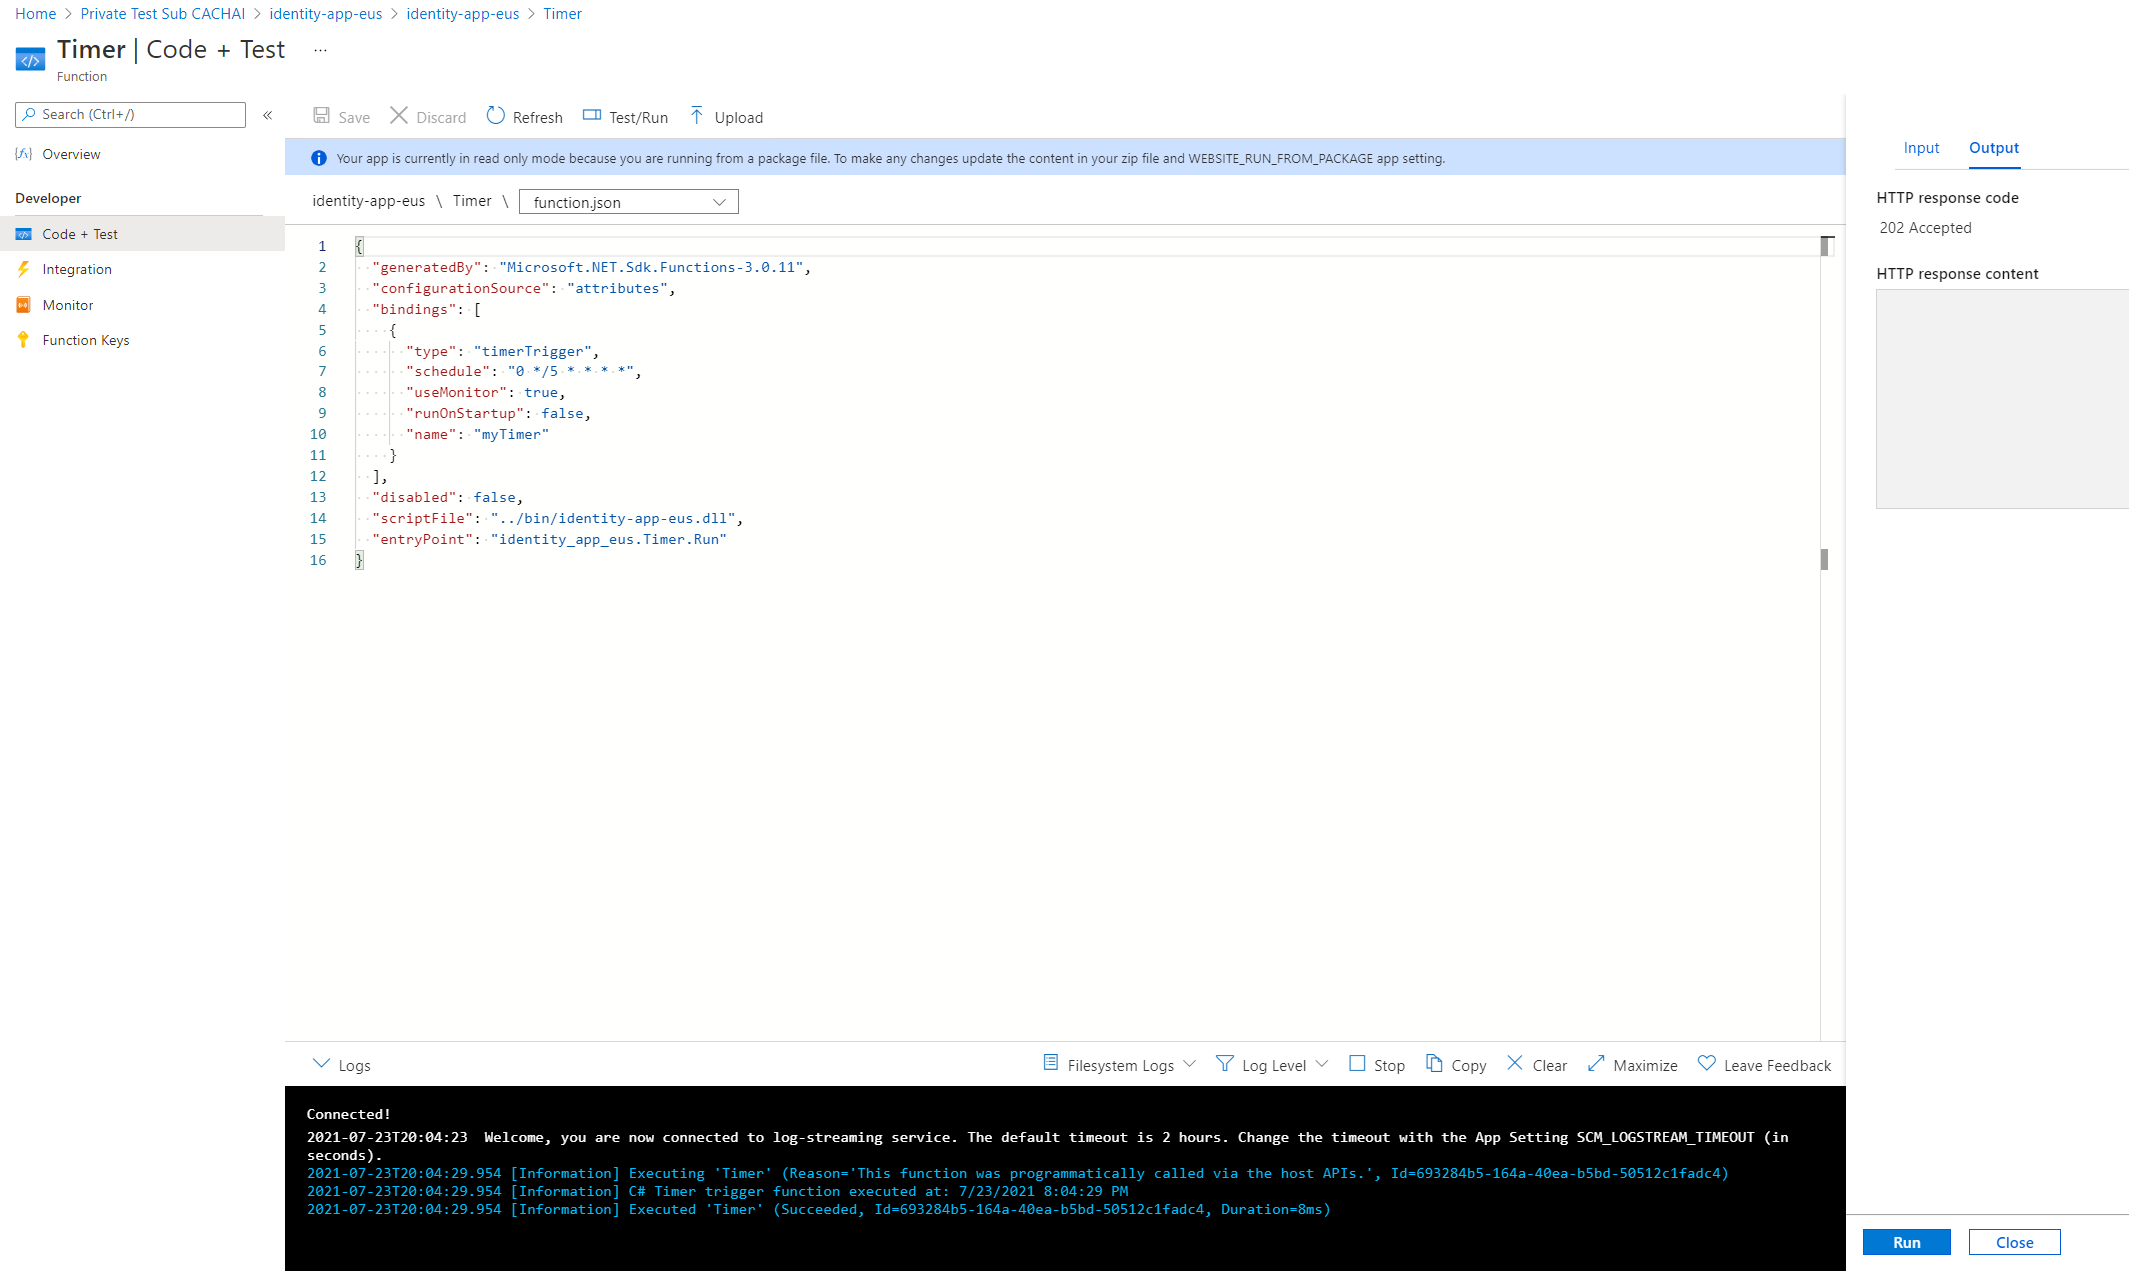 Home > Private Test Sub CACHAI > identity-app-eus > identity-app-eus > Timer
Timer | Code + Test ...
Function
Search (Ctrl+/)
«
Overview
Developer
Code + Test
Integration
Monitor
Function Keys
Save Discard Refresh Test/Run Upload
Your app is currently in read only mode because you are running from a package file. To make any changes update the content in your zip file and WEBSITE_RUN_FROM_PACKAGE app setting.
identity-app-eus \ Timer \ function.json
1 {
2 "generatedBy": "Microsoft.NET.Sdk.Functions-3.0.11",
3 "configurationSource": "attributes",
4 "bindings": [
5 {
6 "type": "timerTrigger",
7 "schedule": "0 */5 * * * *",
8 "useMonitor": true,
9 "runOnStartup": false,
10 "name": "myTimer"
11 }
12 ],
13 "disabled": false,
14 "scriptFile": "../bin/identity-app-eus.dll",
15 "entryPoint": "identity_app_eus.Timer.Run"
16 }
Logs Filesystem Logs Log Level Stop Copy Clear Maximize Leave Feedback
Connected!
2021-07-23T20:04:23  Welcome, you are now connected to log-streaming service. The default timeout is 2 hours. Change the timeout with the App Setting SCM_LOGSTREAM_TIMEOUT (in
seconds).
2021-07-23T20:04:29.954 [Information] Executing 'Timer' (Reason='This function was programmatically called via the host APIs.', Id=693284b5-164a-40ea-b5bd-50512c1fadc4)
2021-07-23T20:04:29.954 [Information] C# Timer trigger function executed at: 7/23/2021 8:04:29 PM
2021-07-23T20:04:29.954 [Information] Executed 'Timer' (Succeeded, Id=693284b5-164a-40ea-b5bd-50512c1fadc4, Duration=8ms)
Input Output
HTTP response code
202 Accepted
HTTP response content
Run Close